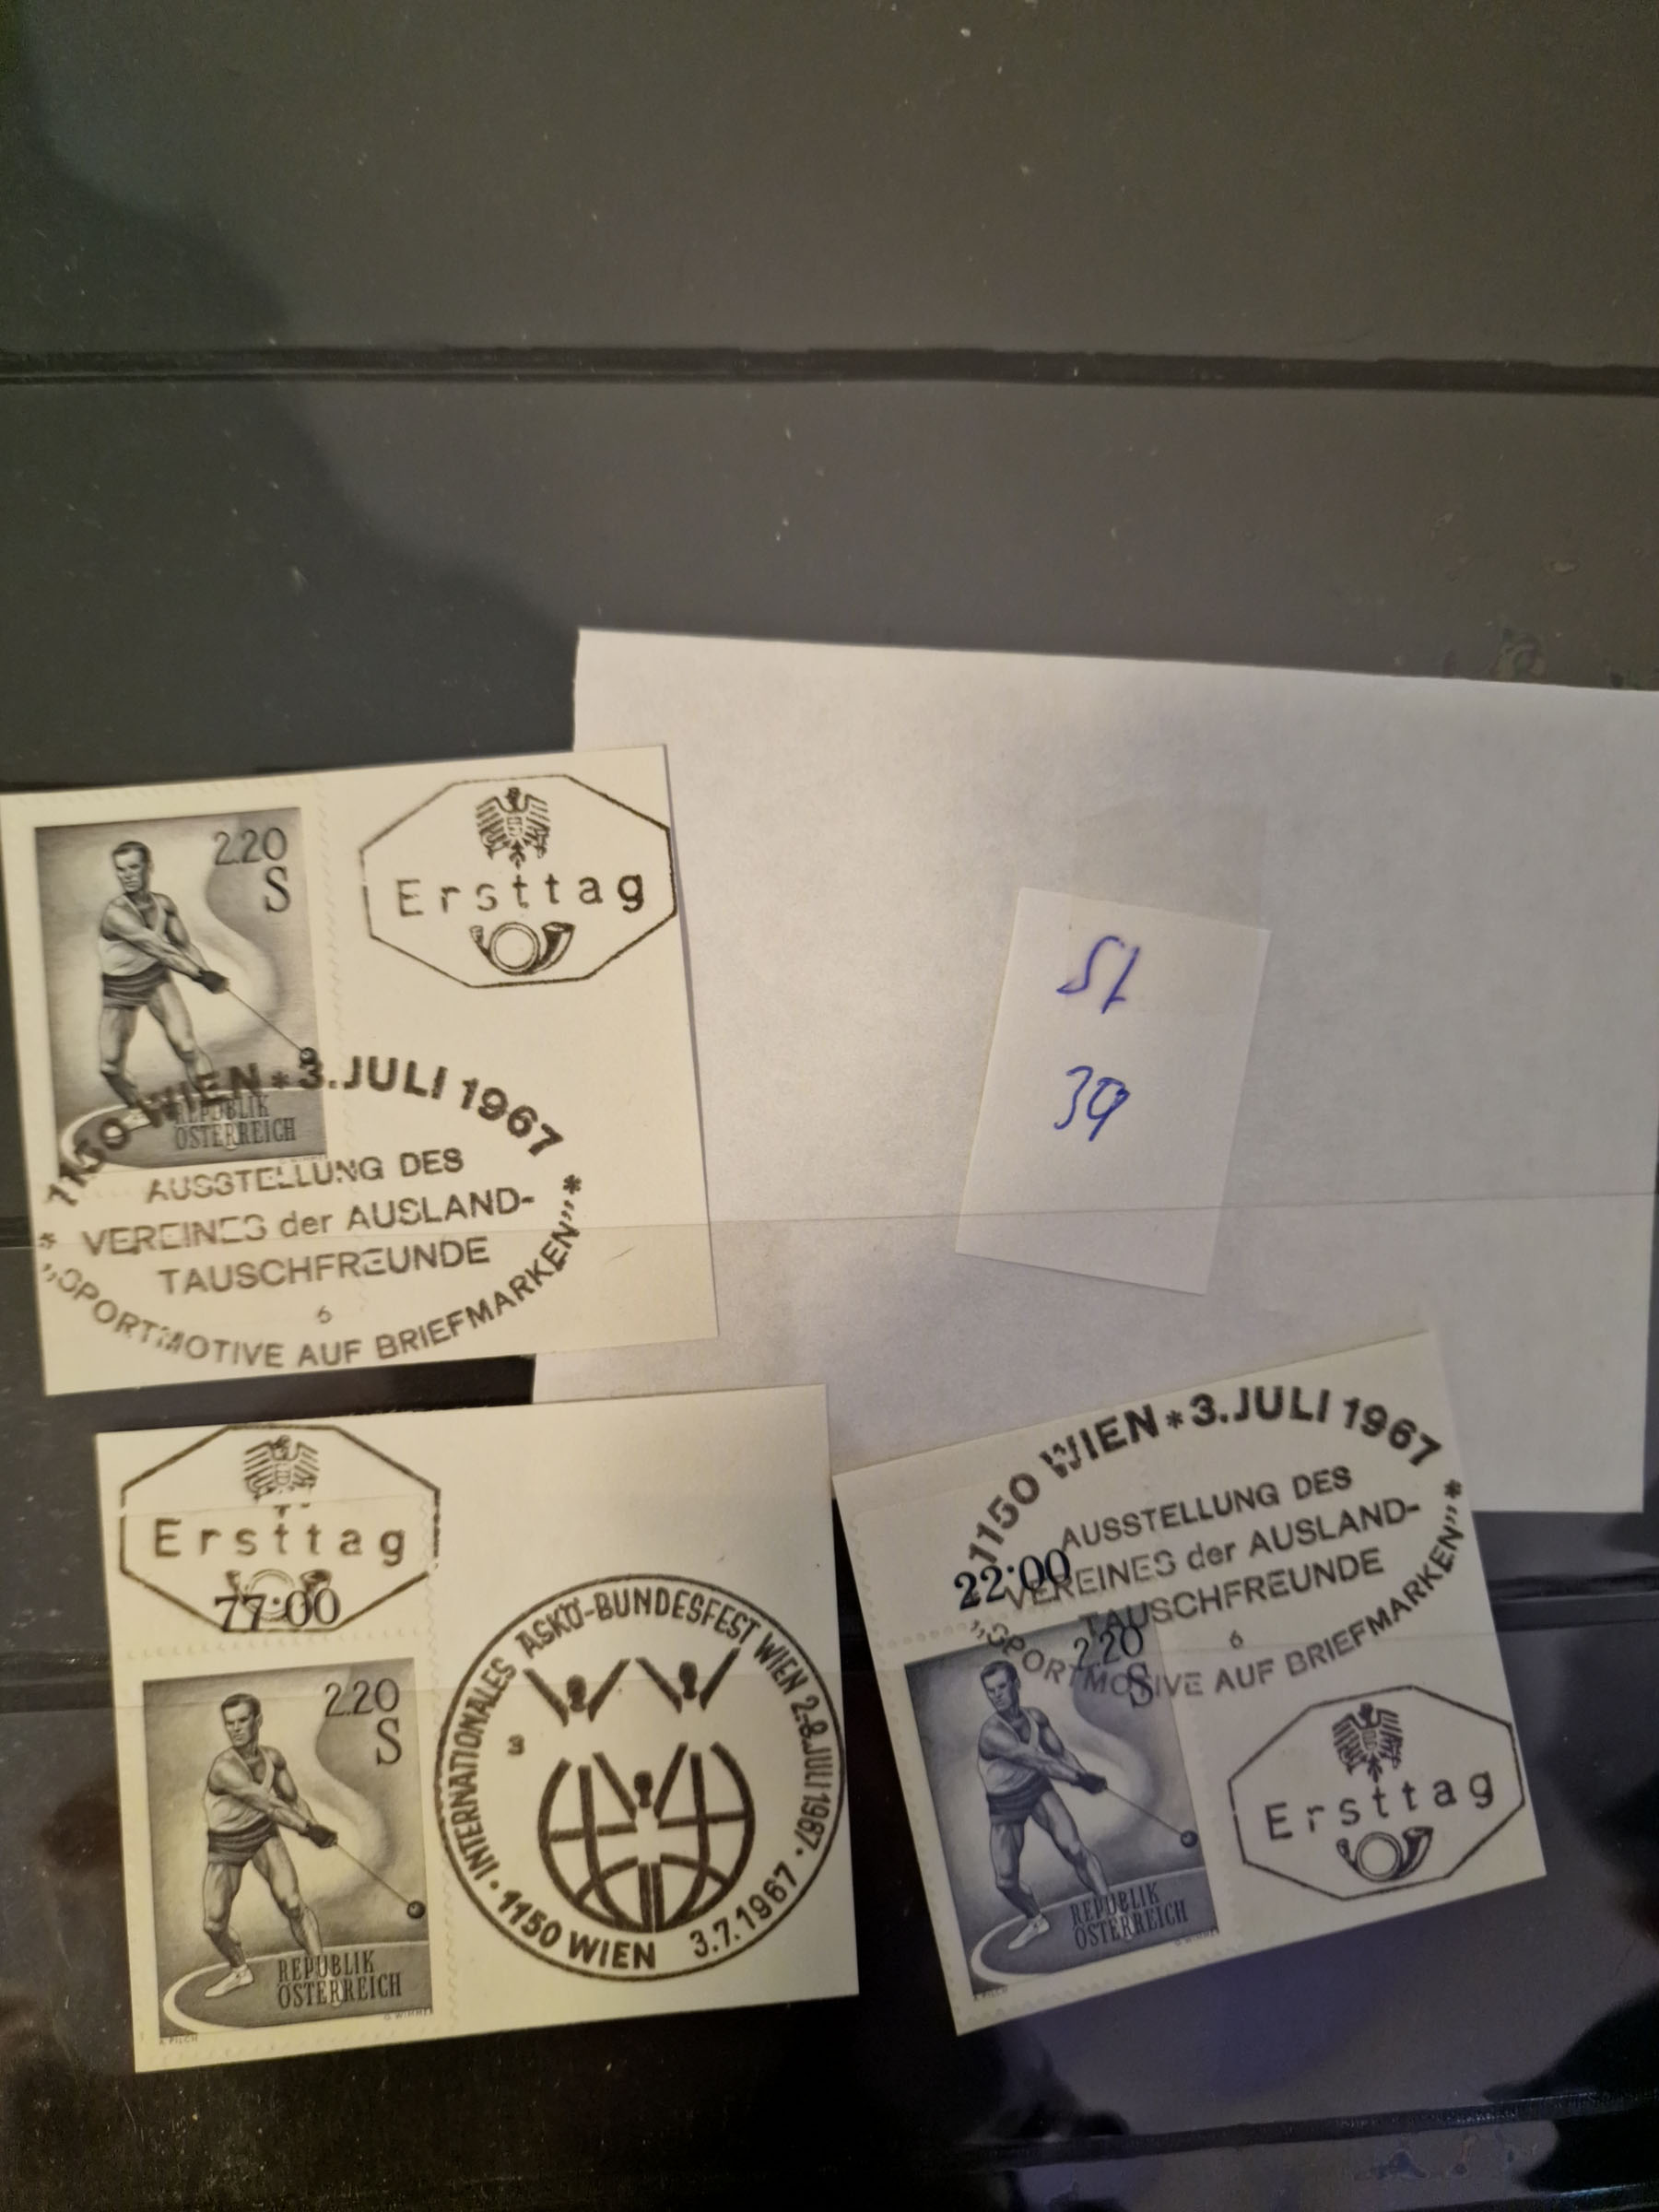 2.20
S
REPUBLIK
ÖSTERREICH
Ersttag
1150 WIEN * 3. JULI 1967
AUSSTELLUNG DES
VEREINES der AUSLAND-
TAUSCHFREUNDE
6
* „SPORTMOTIVE AUF BRIEFMARKEN” *
51
39
Ersttag
77·00
2.20
S
REPUBLIK
ÖSTERREICH
A. PILCH
INTERNATIONALES ASKÖ-BUNDESFEST WIEN 2.-8. JULI 1967
3
1150 WIEN 3.7.1967
1150 WIEN * 3. JULI 1967
AUSSTELLUNG DES
VEREINES der AUSLAND-
TAUSCHFREUNDE
6
„SPORTMOTIVE AUF BRIEFMARKEN” *
22·00
2.20
S
REPUBLIK
ÖSTERREICH
A. PILCH
Ersttag